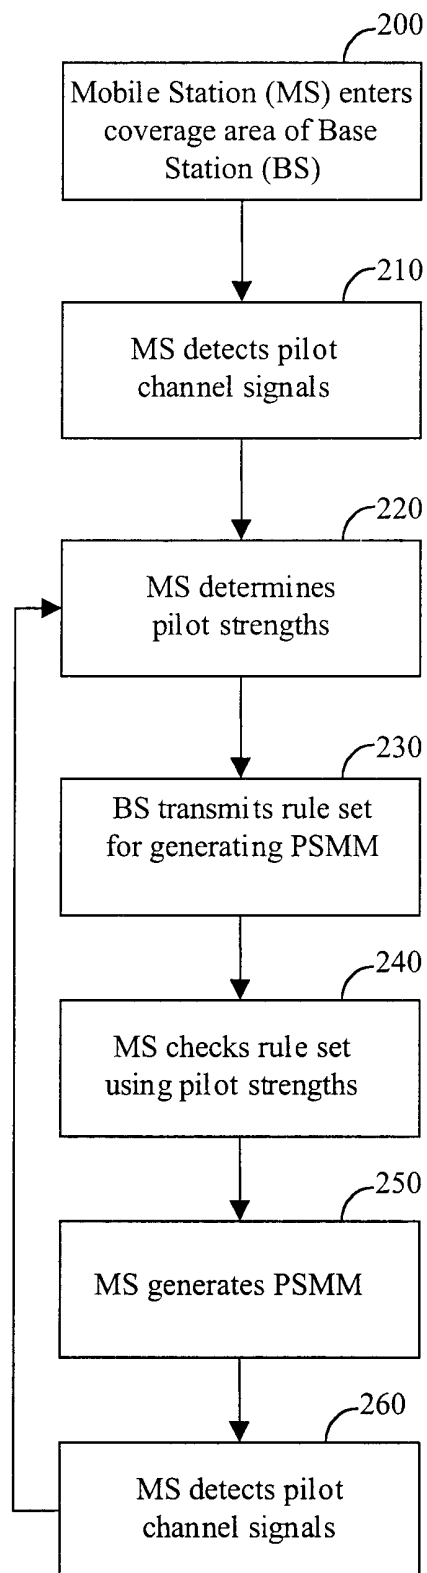 200
Mobile Station (MS) enters
coverage area of Base
Station (BS)
210
MS detects pilot
channel signals
220
MS determines
pilot strengths
230
BS transmits rule set
for generating PSMM
240
MS checks rule set
using pilot strengths
250
MS generates PSMM
260
MS detects pilot
channel signals